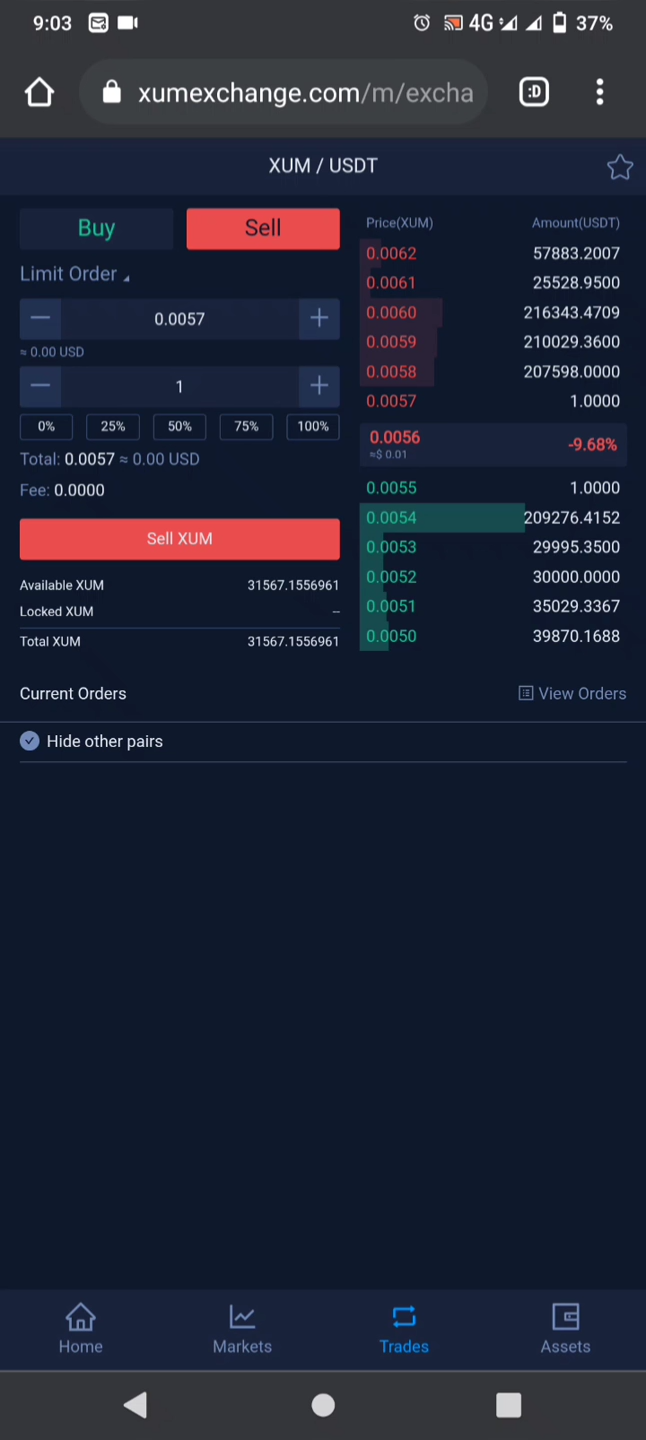 9:03
4G 37%
:D
xumexchange.com/m/excha
XUM / USDT
Buy
Sell
Limit Order
0.0057
≈ 0.00 USD
1
0% 25% 50% 75% 100%
Total: 0.0057 ≈ 0.00 USD
Fee: 0.0000
Sell XUM
Available XUM 31567.1556961
Locked XUM --
Total XUM 31567.1556961
Price(XUM) Amount(USDT)
0.0062 57883.2007
0.0061 25528.9500
0.0060 216343.4709
0.0059 210029.3600
0.0058 207598.0000
0.0057 1.0000
0.0056 -9.68%
≈$ 0.01
0.0055 1.0000
0.0054 209276.4152
0.0053 29995.3500
0.0052 30000.0000
0.0051 35029.3367
0.0050 39870.1688
Current Orders
View Orders
Hide other pairs
Home
Markets
Trades
Assets